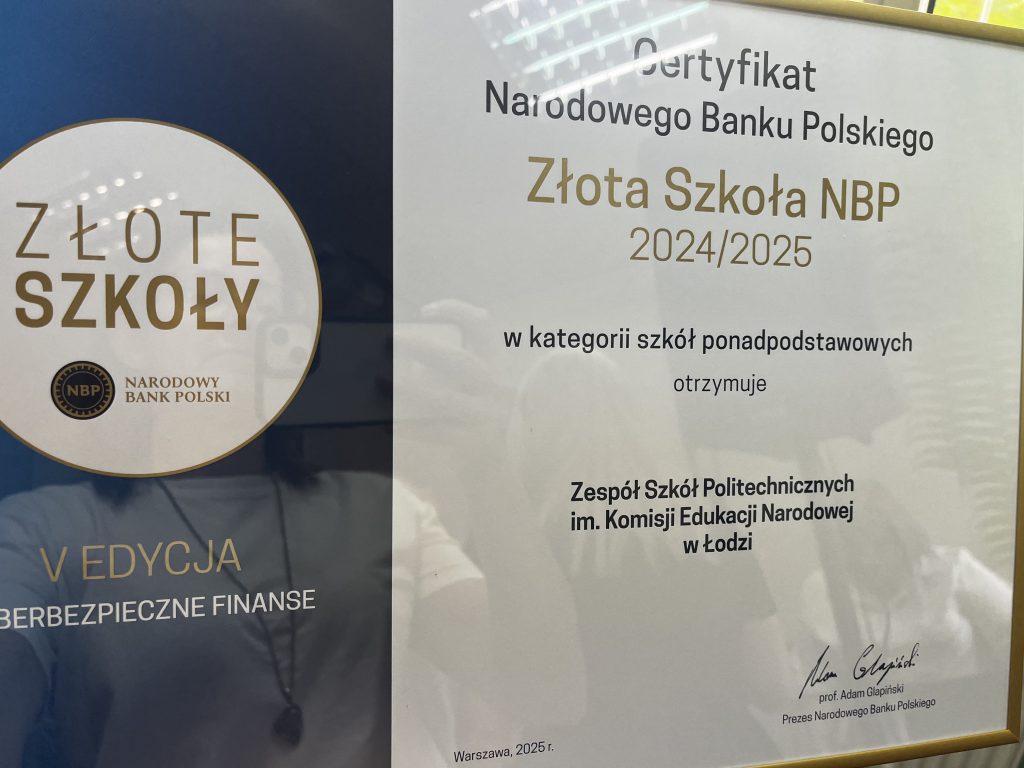 ZŁOTE
SZKOŁY
NBP
NARODOWY
BANK POLSKI
V EDYCJA
BERBEZPIECZNE FINANSE
Certyfikat
Narodowego Banku Polskiego
Złota Szkoła NBP
2024/2025
w kategorii szkół ponadpodstawowych
otrzymuje
Zespół Szkół Politechnicznych
im. Komisji Edukacji Narodowej
w Łodzi
Adam Glapiński
prof. Adam Glapiński
Prezes Narodowego Banku Polskiego
Warszawa, 2025 r.